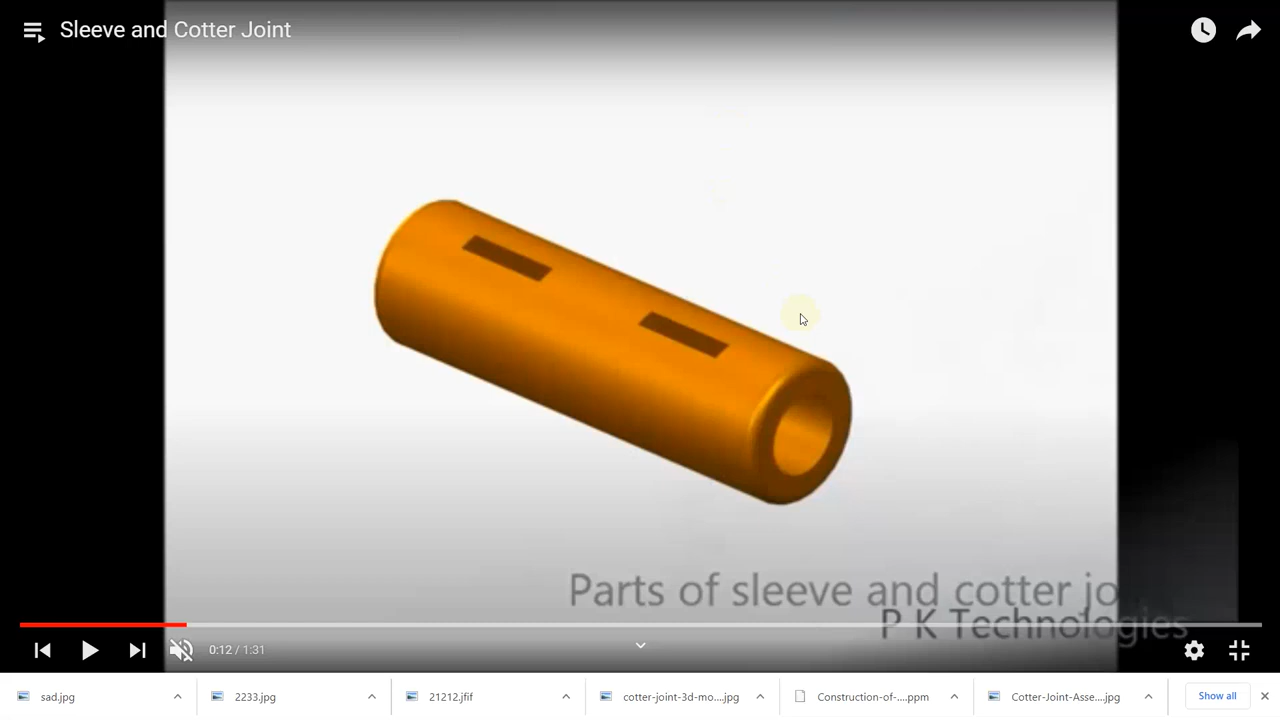 Sleeve and Cotter Joint
Parts of sleeve and cotter jo
P K Technologies
0:12 / 1:31
sad.jpg
2233.jpg
21212.jfif
cotter-joint-3d-mo....jpg
Construction-of-....ppm
Cotter-Joint-Asse....jpg
Show all